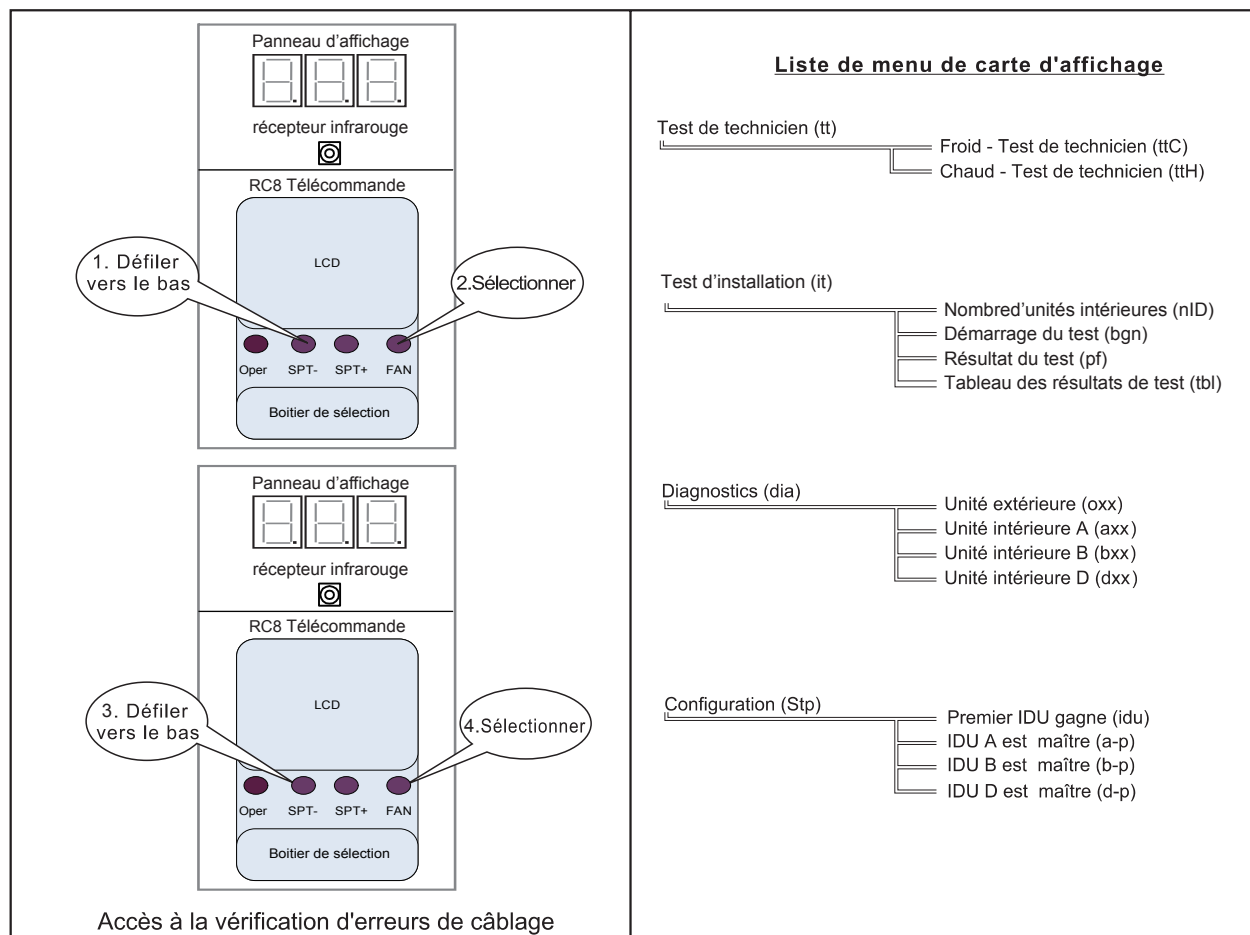 Panneau d'affichage
récepteur infrarouge
RC8 Télécommande
LCD
1. Défiler
vers le bas
2.Sélectionner
Oper SPT- SPT+ FAN
Boitier de sélection
Panneau d'affichage
récepteur infrarouge
RC8 Télécommande
LCD
3. Défiler
vers le bas
4.Sélectionner
Oper SPT- SPT+ FAN
Boitier de sélection
Accès à la vérification d'erreurs de câblage
Liste de menu de carte d'affichage
Test de technicien (tt)
Froid - Test de technicien (ttC)
Chaud - Test de technicien (ttH)
Test d'installation (it)
Nombred'unités intérieures (nID)
Démarrage du test (bgn)
Résultat du test (pf)
Tableau des résultats de test (tbl)
Diagnostics (dia)
Unité extérieure (oxx)
Unité intérieure A (axx)
Unité intérieure B (bxx)
Unité intérieure D (dxx)
Configuration (Stp)
Premier IDU gagne (idu)
IDU A est maître (a-p)
IDU B est maître (b-p)
IDU D est maître (d-p)